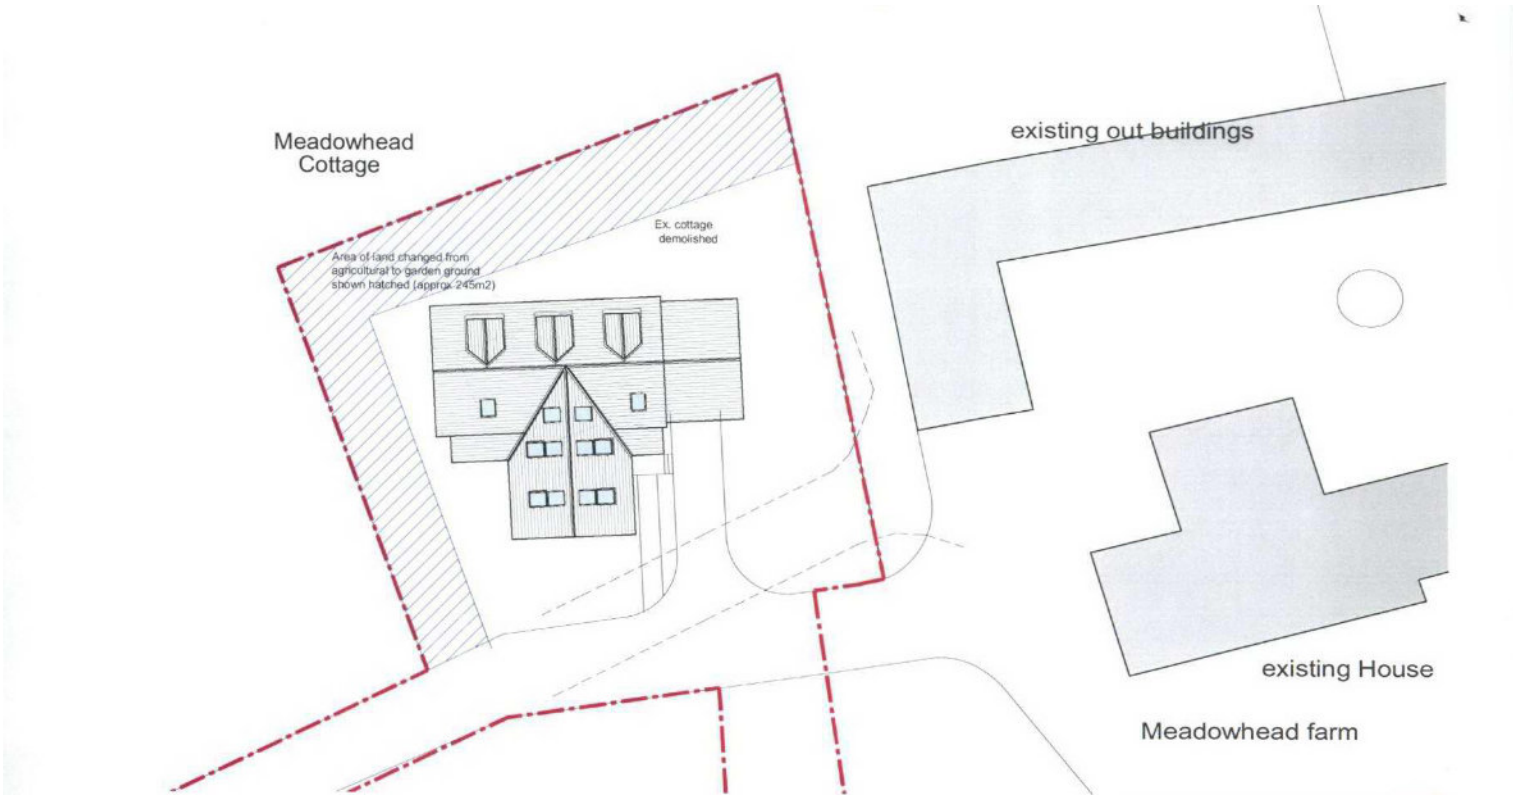 Meadowhead
Cottage
existing out buildings
Ex. cottage
demolished
Area of land changed from
agricultural to garden ground
shown hatched (approx 245m2)
existing House
Meadowhead farm